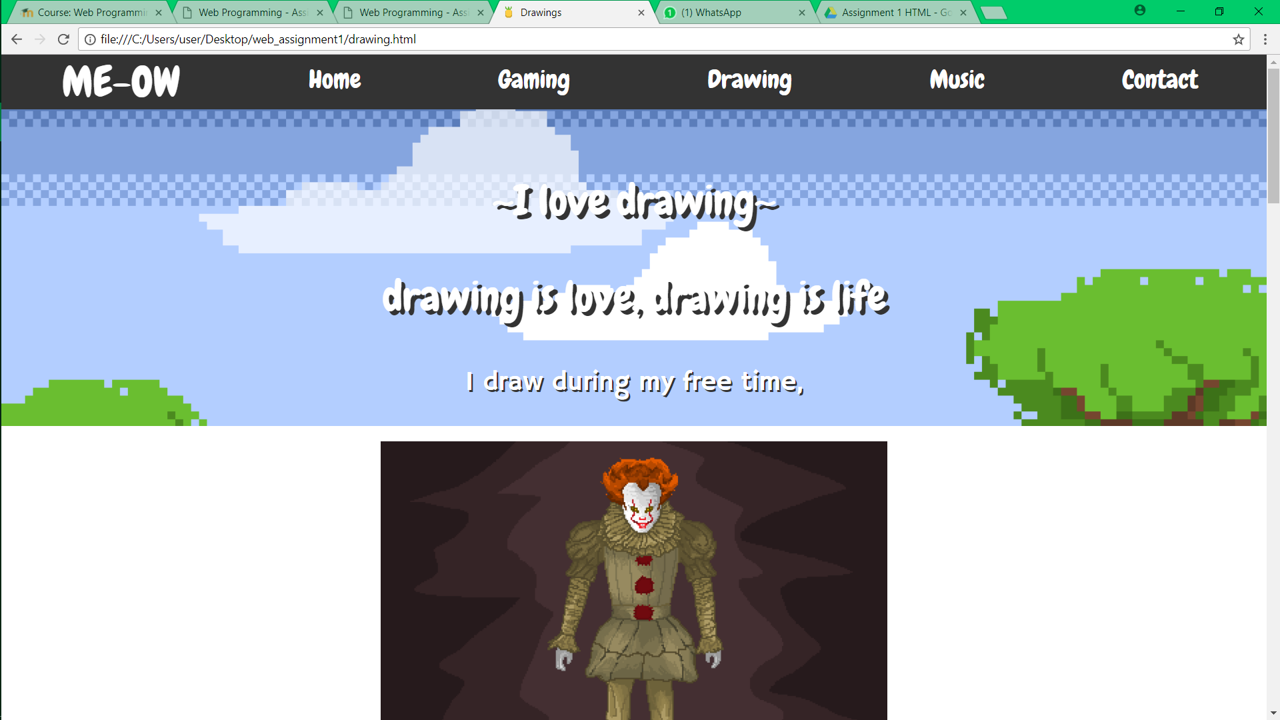 Course: Web Programmi
Web Programming - Ass
Web Programming - Ass
Drawings
(1) WhatsApp
Assignment 1 HTML - Go
file:///C:/Users/user/Desktop/web_assignment1/drawing.html
ME-OW Home Gaming Drawing Music Contact
~I love drawing~
drawing is love, drawing is life
I draw during my free time,